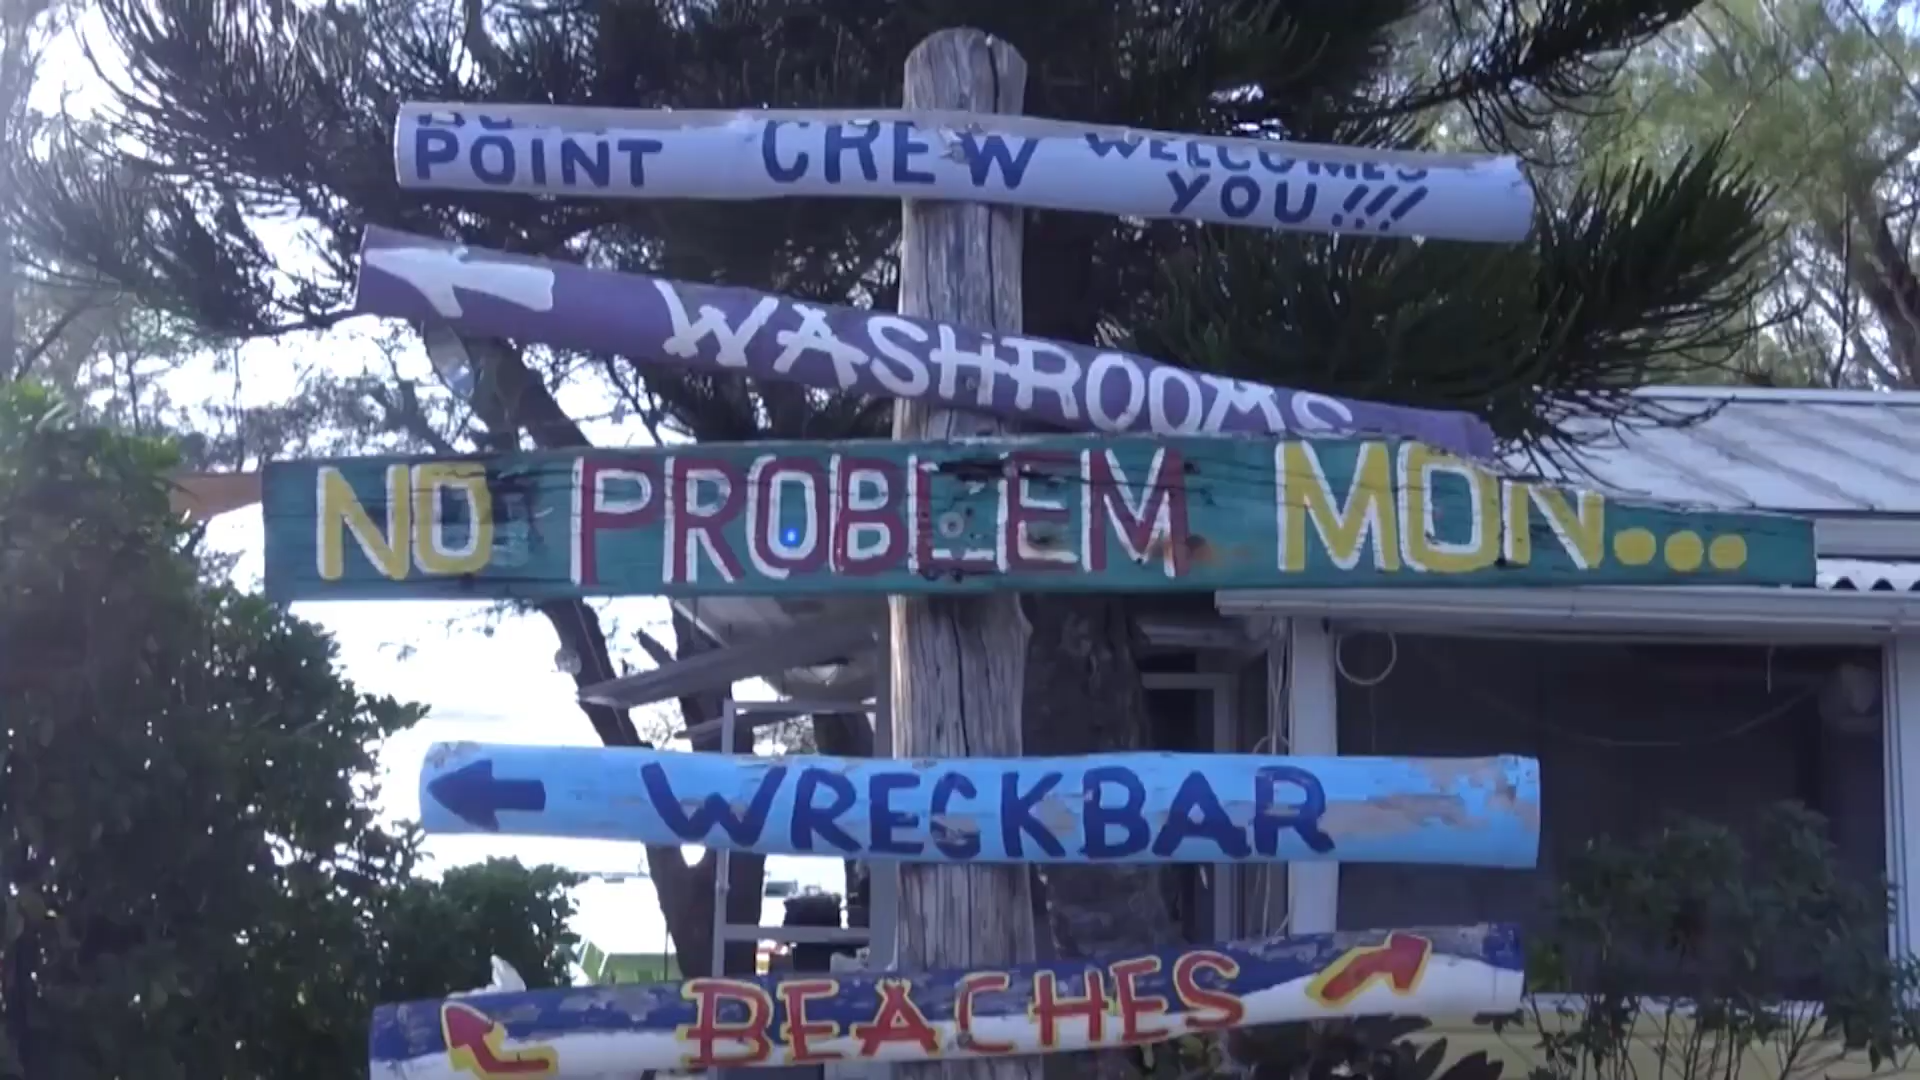 POINT CREW WELCOMES
YOU!!!
WASHROOMS
NO PROBLEM MON...
WRECKBAR
BEACHES